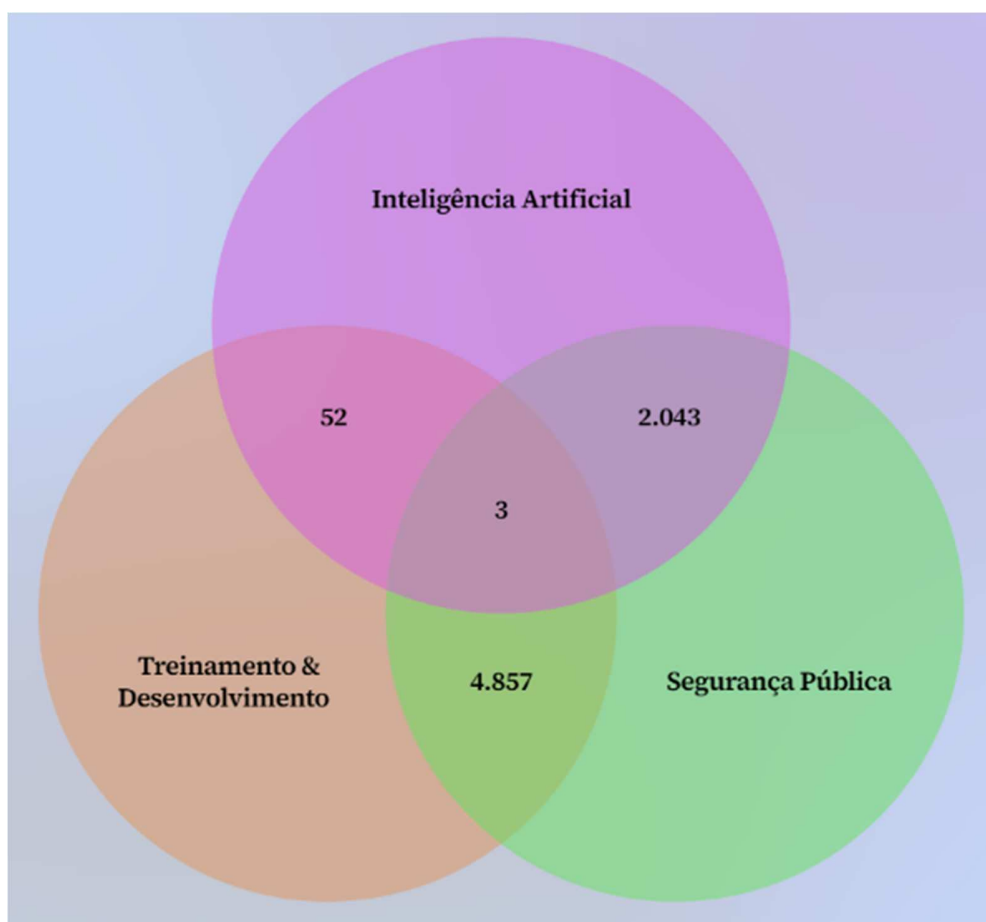 Inteligência Artificial
52
2.043
3
Treinamento &
Desenvolvimento
4.857
Segurança Pública